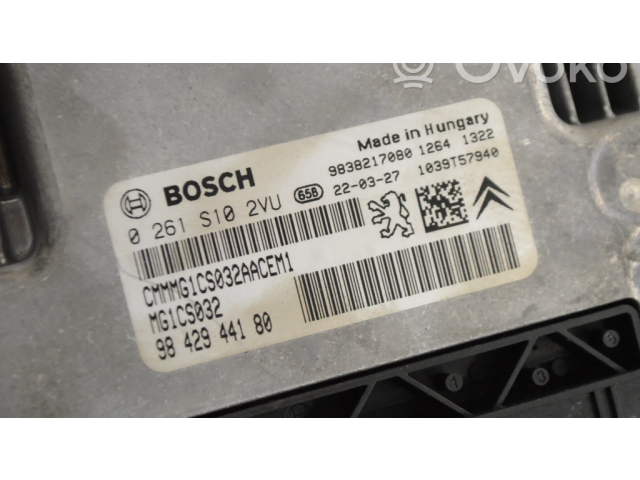 Ovoko
Made in Hungary
9838217080 1264 1322
BOSCH 658 22-03-27 1039T57940
0 261 S10 2VU
CMMMG1CS032AACEM1
MG1CS032
98 429 441 80